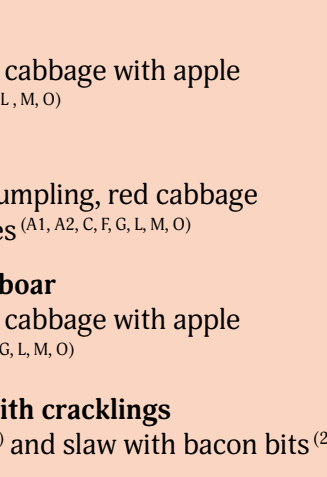 cabbage with apple
L , M, O)
umpling, red cabbage
es (A1, A2, C, F, G, L, M, O)
boar
cabbage with apple
G, L, M, O)
ith cracklings
) and slaw with bacon bits (2